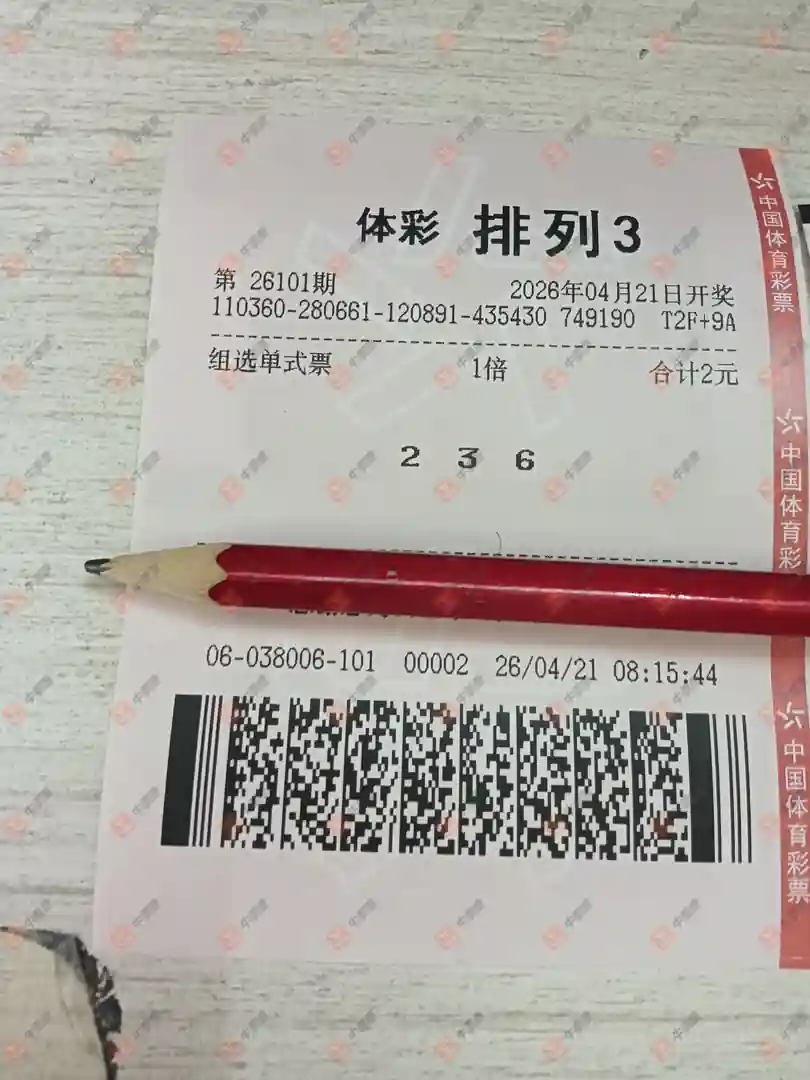 体彩 排列3
第 26101期 2026年04月21日开奖
110360-280661-120891-435430 749190 T2F+9A
组选单式票 1倍 合计2元
2 3 6
06-038006-101 00002 26/04/21 08:15:44
中国体育彩票
中国体育彩
中国体育彩票